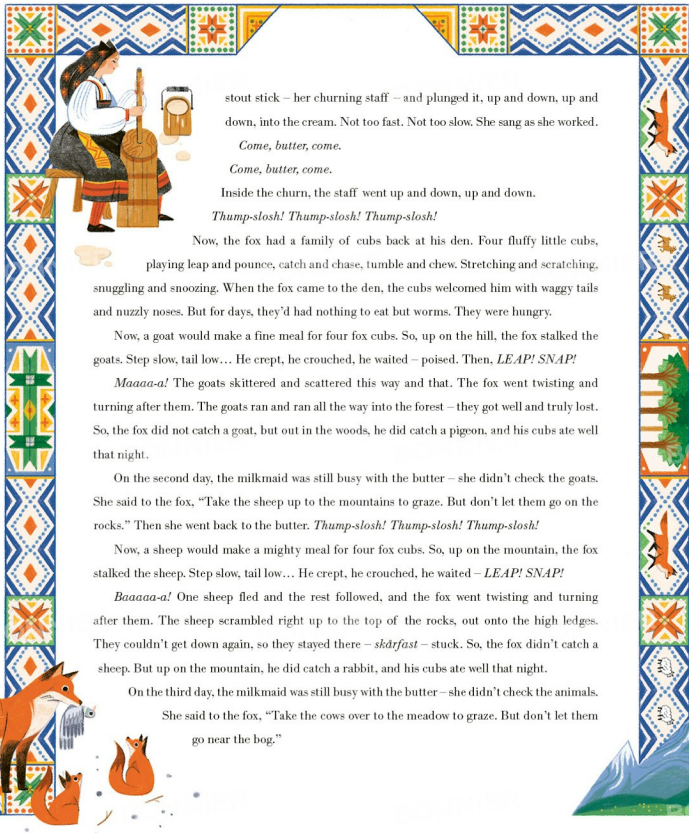 stout stick – her churning staff – and plunged it, up and down, up and
down, into the cream. Not too fast. Not too slow. She sang as she worked.
Come, butter, come.
Come, butter, come.
Inside the churn, the staff went up and down, up and down.
Thump-slosh! Thump-slosh! Thump-slosh!
Now, the fox had a family of cubs back at his den. Four fluffy little cubs,
playing leap and pounce, catch and chase, tumble and chew. Stretching and scratching,
snuggling and snoozing. When the fox came to the den, the cubs welcomed him with waggy tails
and nuzzly noses. But for days, they’d had nothing to eat but worms. They were hungry.
Now, a goat would make a fine meal for four fox cubs. So, up on the hill, the fox stalked the
goats. Step slow, tail low… He crept, he crouched, he waited – poised. Then, LEAP! SNAP!
Maaaa-a! The goats skittered and scattered this way and that. The fox went twisting and
turning after them. The goats ran and ran all the way into the forest – they got well and truly lost.
So, the fox did not catch a goat, but out in the woods, he did catch a pigeon, and his cubs ate well
that night.
On the second day, the milkmaid was still busy with the butter – she didn’t check the goats.
She said to the fox, “Take the sheep up to the mountains to graze. But don’t let them go on the
rocks.” Then she went back to the butter. Thump-slosh! Thump-slosh! Thump-slosh!
Now, a sheep would make a mighty meal for four fox cubs. So, up on the mountain, the fox
stalked the sheep. Step slow, tail low… He crept, he crouched, he waited – LEAP! SNAP!
Baaaa-a! One sheep fled and the rest followed, and the fox went twisting and turning
after them. The sheep scrambled right up to the top of the rocks, out onto the high ledges.
They couldn’t get down again, so they stayed there – skårfast – stuck. So, the fox didn’t catch a
sheep. But up on the mountain, he did catch a rabbit, and his cubs ate well that night.
On the third day, the milkmaid was still busy with the butter – she didn’t check the animals.
She said to the fox, “Take the cows over to the meadow to graze. But don’t let them
go near the bog.”